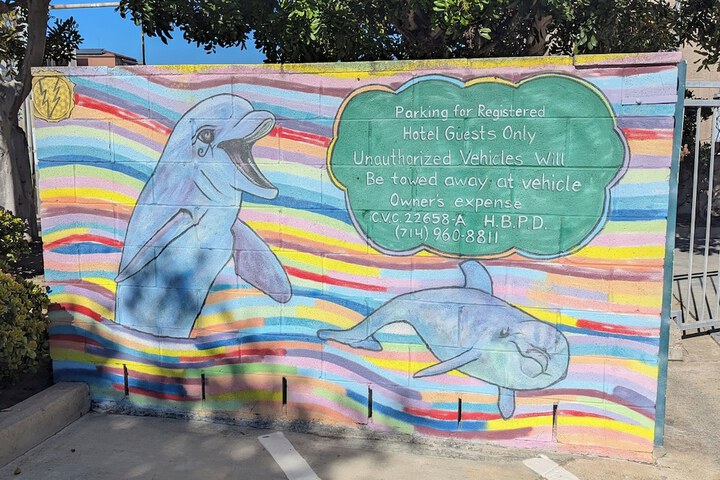 Parking for Registered
Hotel Guests Only
Unauthorized Vehicles Will
Be towed away at vehicle
Owner's expense
C.V.C. 22658-A H.B.P.D.
(714) 960-8811